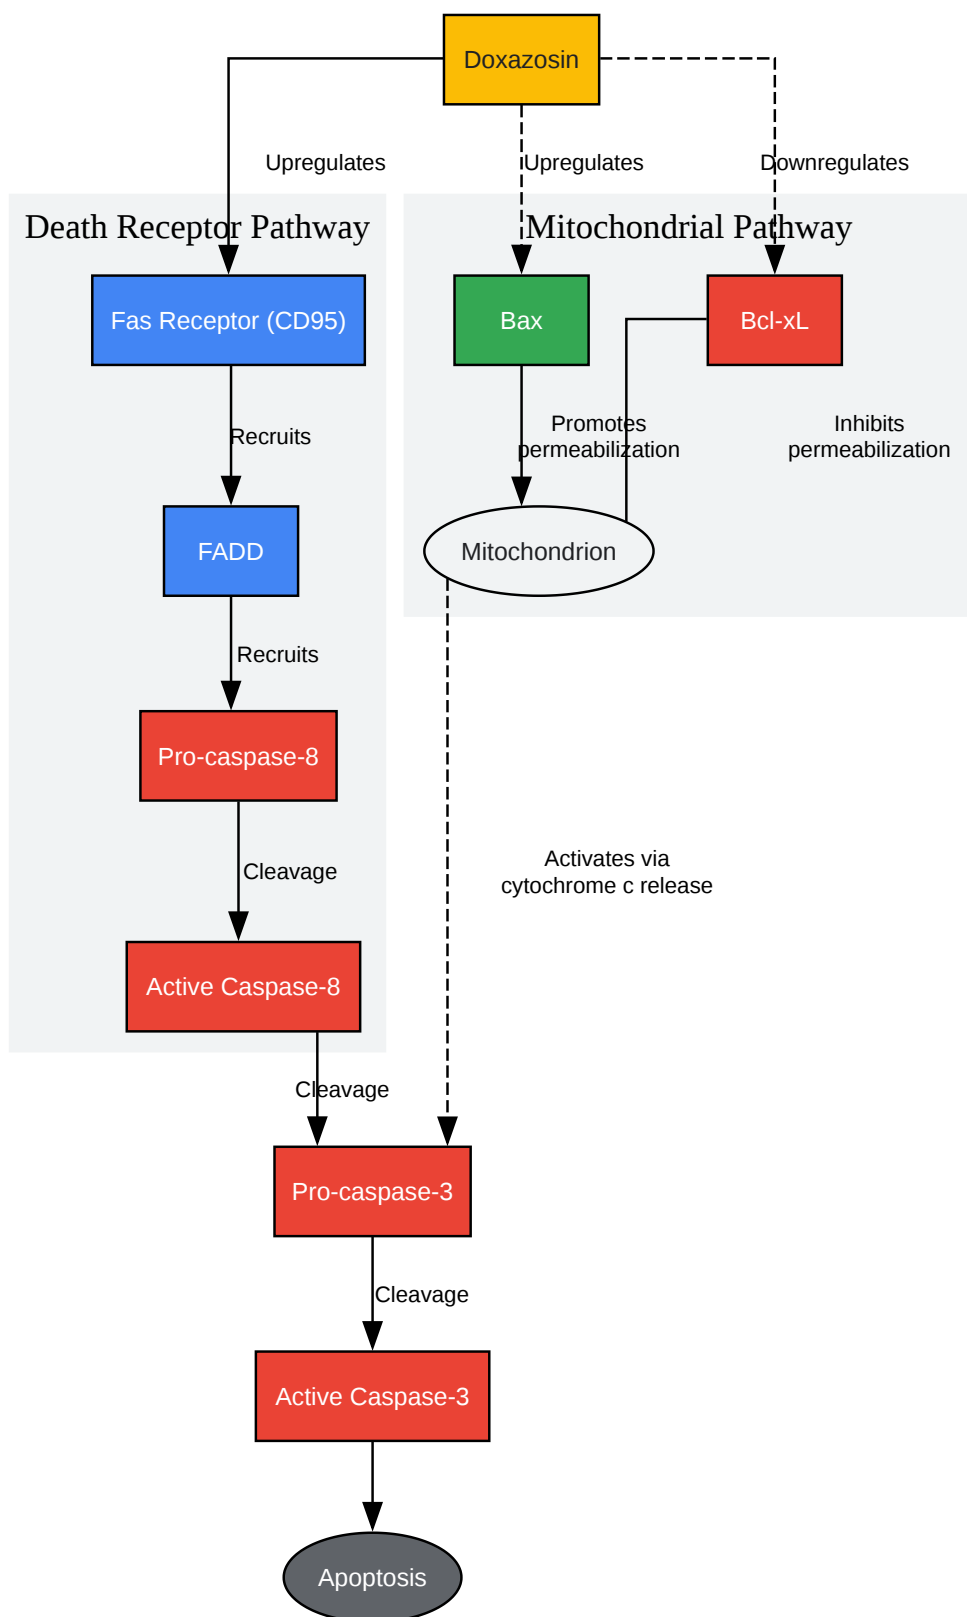 Doxazosin
Upregulates
Upregulates
Downregulates
Death Receptor Pathway
Mitochondrial Pathway
Fas Receptor (CD95)
Bax
Bcl-xL
Recruits
Promotes
permeabilization
Inhibits
permeabilization
FADD
Mitochondrion
Recruits
Pro-caspase-8
Cleavage
Activates via
cytochrome c release
Active Caspase-8
Cleavage
Pro-caspase-3
Cleavage
Active Caspase-3
Apoptosis